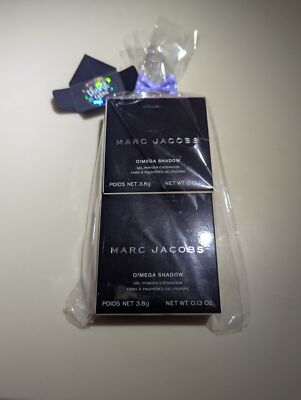 MARC JACOBS
O!MEGA SHADOW
GEL POWDER EYESHADOW
FARD À PAUPIÈRES GEL-POUDRE
POIDS NET 3.8g NET WT. 0.13 Oz.
MARC JACOBS
O!MEGA SHADOW
GEL POWDER EYESHADOW
FARD À PAUPIÈRES GEL-POUDRE
POIDS NET 3.8g NET WT. 0.13 Oz.